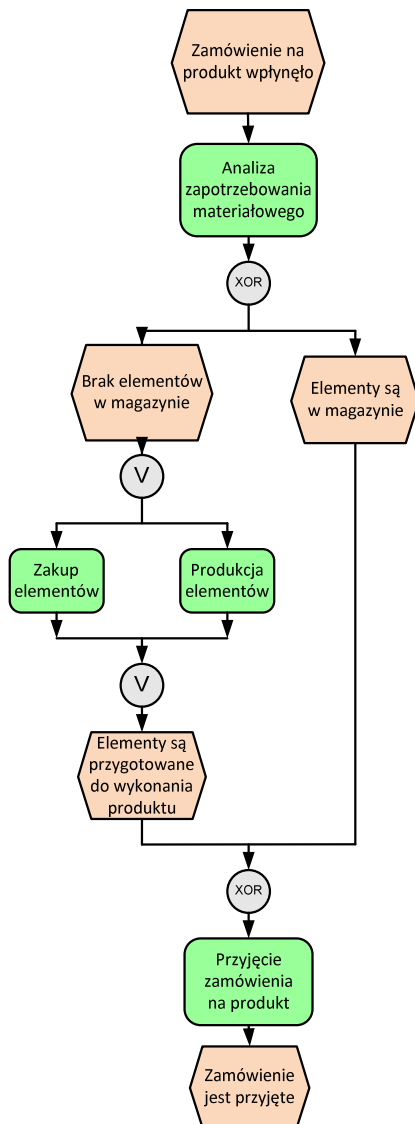 Zamówienie na
produkt wpłynęło
Analiza
zapotrzebowania
materiałowego
XOR
Brak elementów
w magazynie
Elementy są
w magazynie
V
Zakup
elementów
Produkcja
elementów
V
Elementy są
przygotowane
do wykonania
produktu
XOR
Przyjęcie
zamówienia
na produkt
Zamówienie
jest przyjęte